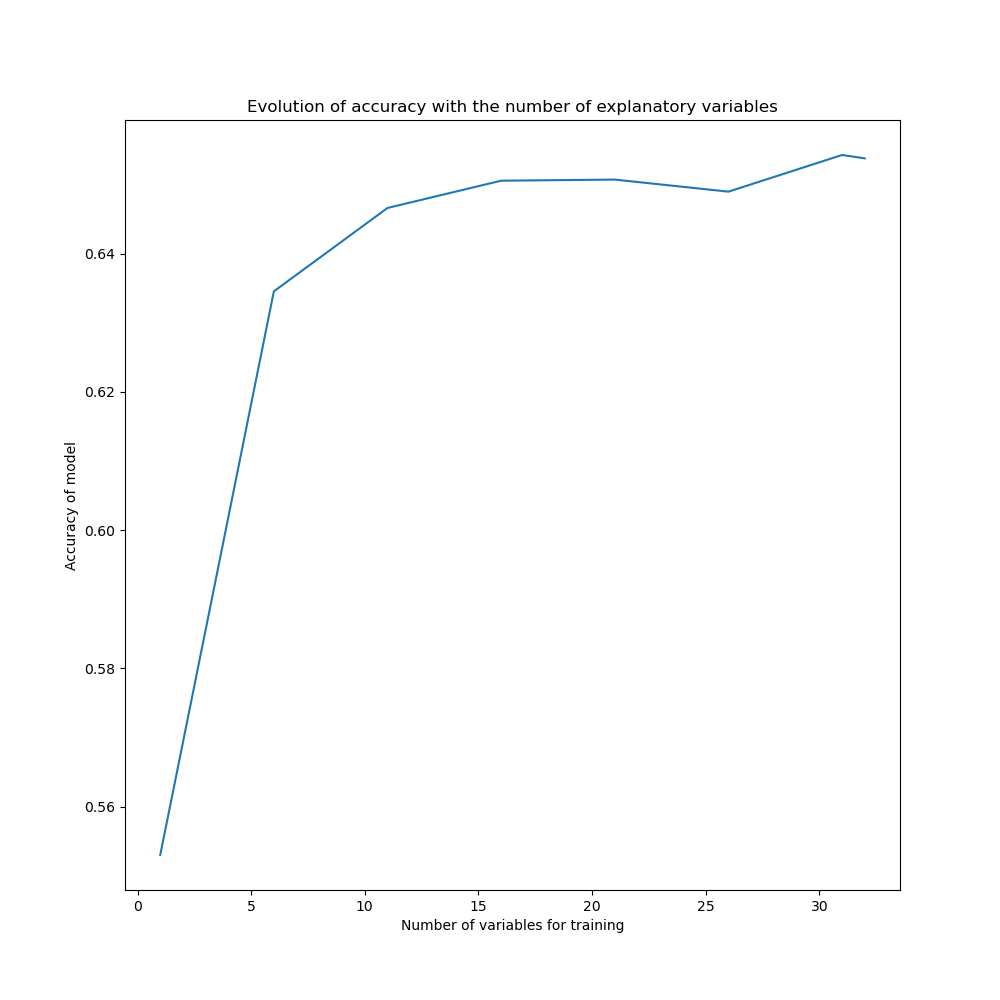 Evolution of accuracy with the number of explanatory variables
0.64
0.62
0.60
0.58
0.56
Accuracy of model
0 5 10 15 20 25 30
Number of variables for training